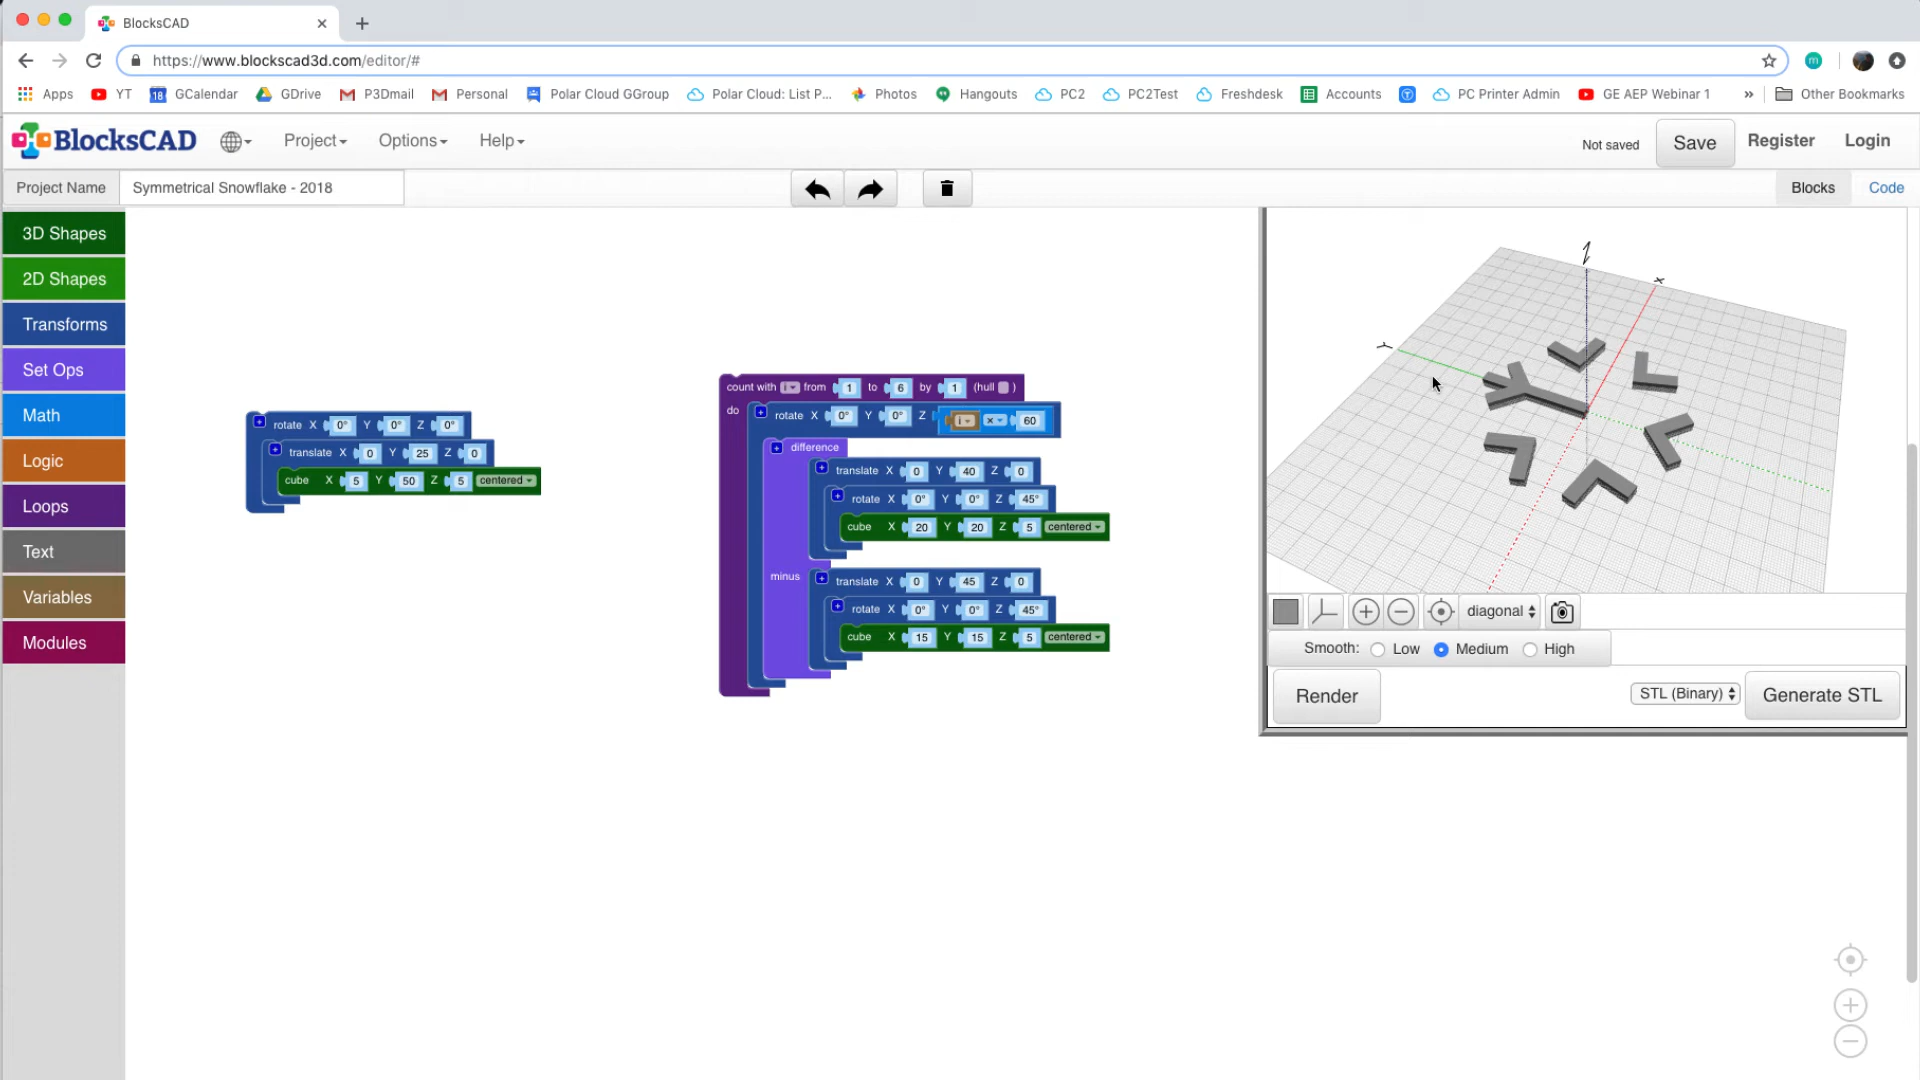 BlocksCAD
https://www.blockscad3d.com/editor/#
Apps YT GCalendar GDrive P3Dmail Personal Polar Cloud GGroup Polar Cloud: List P... Photos Hangouts PC2 PC2Test Freshdesk Accounts PC Printer Admin GE AEP Webinar 1 » Other Bookmarks
BlocksCAD Project Options Help Not saved Save Register Login
Project Name Symmetrical Snowflake - 2018 Blocks Code
3D Shapes
2D Shapes
Transforms
Set Ops
Math
Logic
Loops
Text
Variables
Modules
rotate X 0° Y 0° Z 0°
translate X 0 Y 25 Z 0
cube X 5 Y 50 Z 5 centered
count with i from 1 to 6 by 1 (hull )
do rotate X 0° Y 0° Z i × 60
difference
translate X 0 Y 40 Z 0
rotate X 0° Y 0° Z 45°
cube X 20 Y 20 Z 5 centered
minus translate X 0 Y 45 Z 0
rotate X 0° Y 0° Z 45°
cube X 15 Y 15 Z 5 centered
Z
X
Y
diagonal
Smooth: Low Medium High
Render STL (Binary) Generate STL